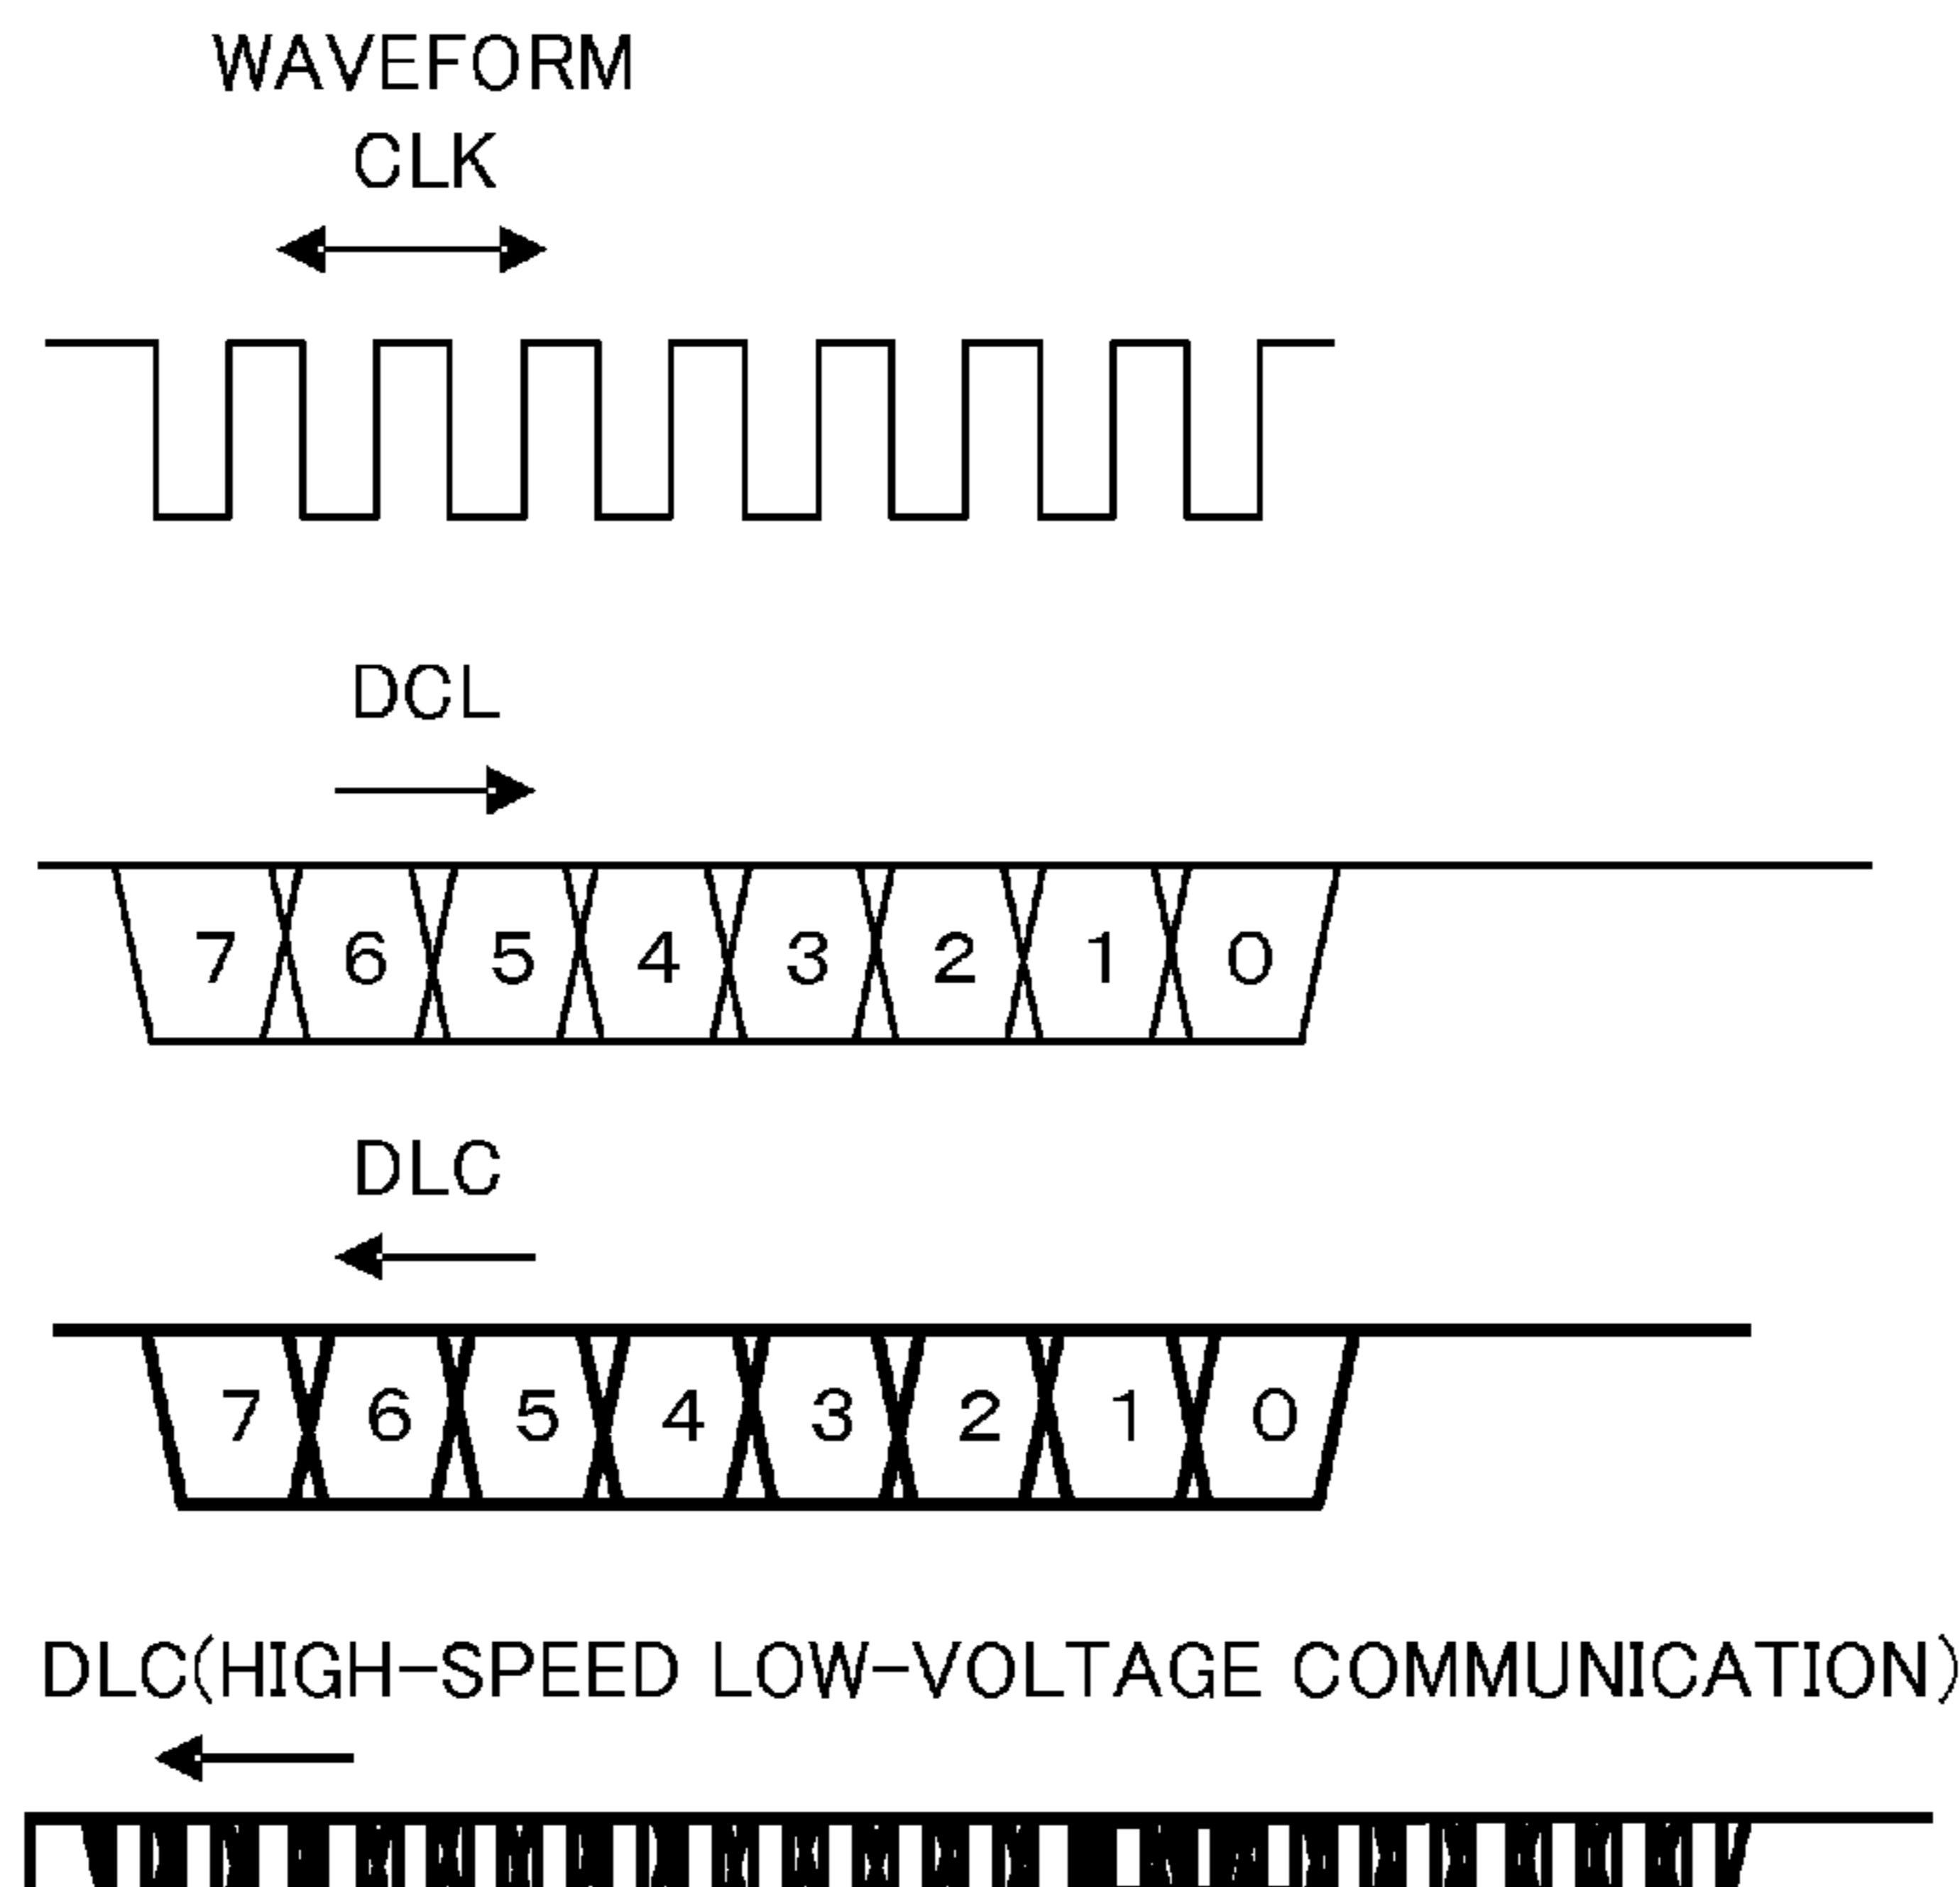 WAVEFORM
CLK
DCL
7 6 5 4 3 2 1 0
DLC
7 6 5 4 3 2 1 0
DLC(HIGH-SPEED LOW-VOLTAGE COMMUNICATION)